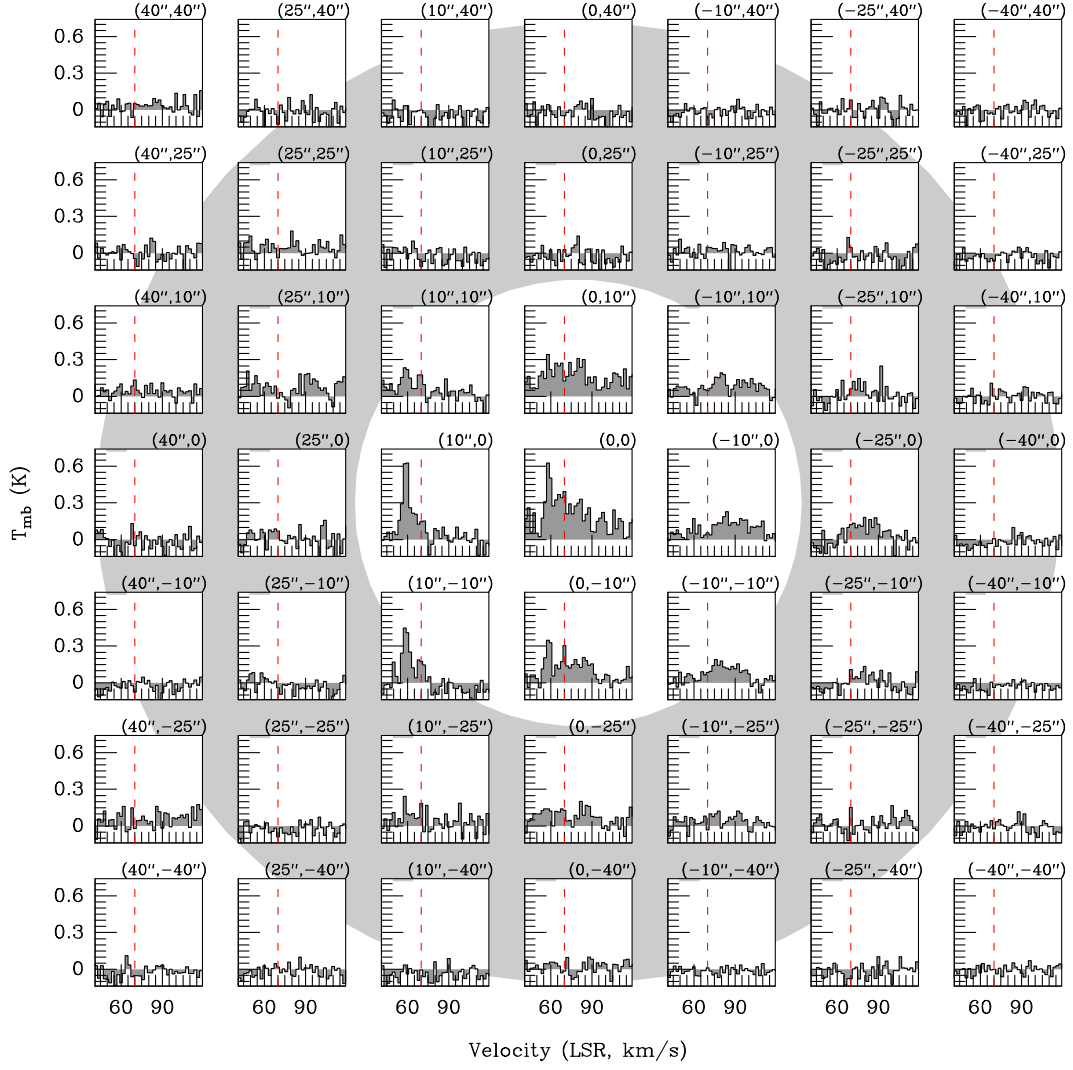 (40″,40″) (25″,40″) (10″,40″) (0,40″) (−10″,40″) (−25″,40″) (−40″,40″)
0.6
0.3
0
(40″,25″) (25″,25″) (10″,25″) (0,25″) (−10″,25″) (−25″,25″) (−40″,25″)
0.6
0.3
0
(40″,10″) (25″,10″) (10″,10″) (0,10″) (−10″,10″) (−25″,10″) (−40″,10″)
0.6
0.3
0
(40″,0) (25″,0) (10″,0) (0,0) (−10″,0) (−25″,0) (−40″,0)
0.6
0.3
0
Tmb (K)
(40″,−10″) (25″,−10″) (10″,−10″) (0,−10″) (−10″,−10″) (−25″,−10″) (−40″,−10″)
0.6
0.3
0
(40″,−25″) (25″,−25″) (10″,−25″) (0,−25″) (−10″,−25″) (−25″,−25″) (−40″,−25″)
0.6
0.3
0
(40″,−40″) (25″,−40″) (10″,−40″) (0,−40″) (−10″,−40″) (−25″,−40″) (−40″,−40″)
0.6
0.3
0
60 90 60 90 60 90 60 90 60 90 60 90 60 90
Velocity (LSR, km/s)